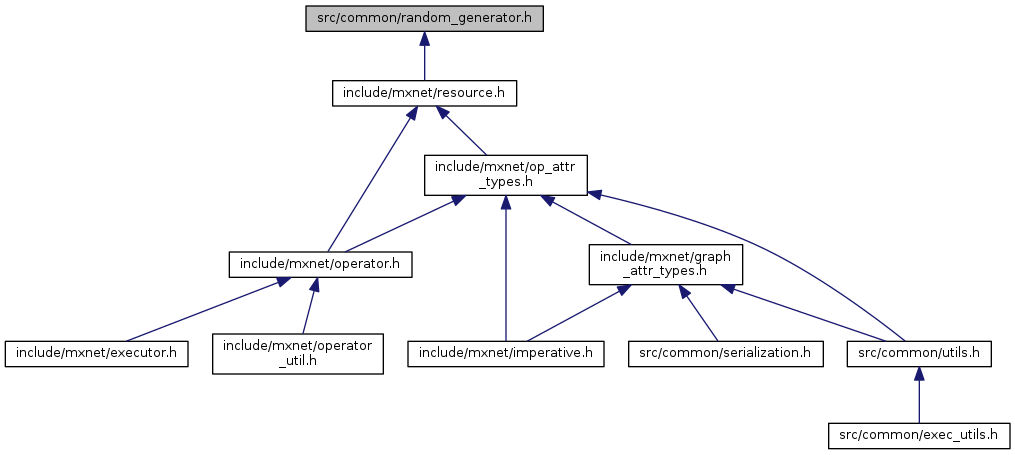 src/common/random_generator.h
include/mxnet/resource.h
include/mxnet/op_attr
_types.h
include/mxnet/operator.h
include/mxnet/graph
_attr_types.h
include/mxnet/executor.h
include/mxnet/operator
_util.h
include/mxnet/imperative.h
src/common/serialization.h
src/common/utils.h
src/common/exec_utils.h